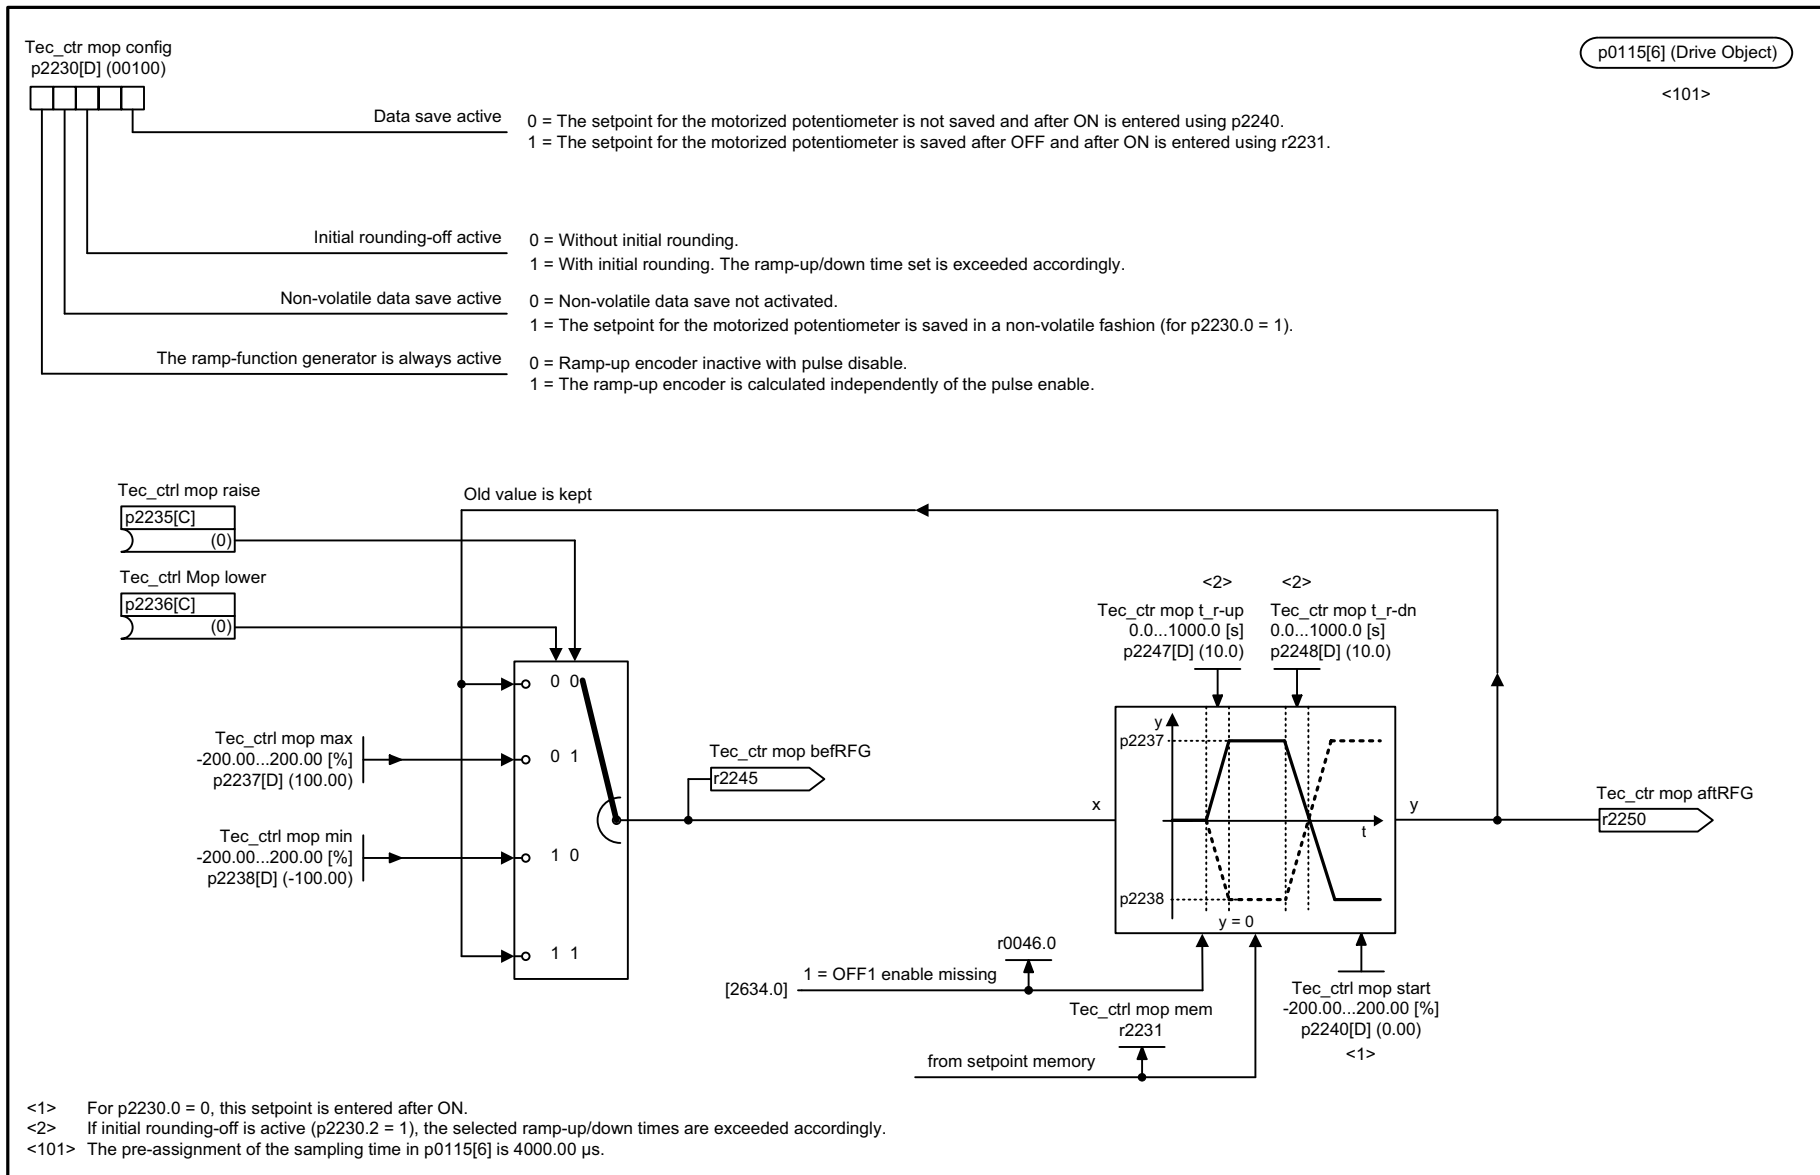 Tec_ctr mop config
p2230[D] (00100)
p0115[6] (Drive Object)
<101>
Data save active
0 = The setpoint for the motorized potentiometer is not saved and after ON is entered using p2240.
1 = The setpoint for the motorized potentiometer is saved after OFF and after ON is entered using r2231.
Initial rounding-off active
0 = Without initial rounding.
1 = With initial rounding. The ramp-up/down time set is exceeded accordingly.
Non-volatile data save active
0 = Non-volatile data save not activated.
1 = The setpoint for the motorized potentiometer is saved in a non-volatile fashion (for p2230.0 = 1).
The ramp-function generator is always active
0 = Ramp-up encoder inactive with pulse disable.
1 = The ramp-up encoder is calculated independently of the pulse enable.
Tec_ctrl mop raise
p2235[C]
(0)
Old value is kept
Tec_ctrl Mop lower
p2236[C]
(0)
<2>
Tec_ctr mop t_r-up
0.0...1000.0 [s]
p2247[D] (10.0)
<2>
Tec_ctr mop t_r-dn
0.0...1000.0 [s]
p2248[D] (10.0)
0 0
Tec_ctrl mop max
-200.00...200.00 [%]
p2237[D] (100.00)
0 1
Tec_ctr mop befRFG
r2245
Tec_ctrl mop min
-200.00...200.00 [%]
p2238[D] (-100.00)
1 0
1 1
x
y
p2237
t
p2238
y = 0
y
Tec_ctr mop aftRFG
r2250
r0046.0
1 = OFF1 enable missing
[2634.0]
Tec_ctrl mop mem
r2231
from setpoint memory
Tec_ctrl mop start
-200.00...200.00 [%]
p2240[D] (0.00)
<1>
<1> For p2230.0 = 0, this setpoint is entered after ON.
<2> If initial rounding-off is active (p2230.2 = 1), the selected ramp-up/down times are exceeded accordingly.
<101> The pre-assignment of the sampling time in p0115[6] is 4000.00 µs.